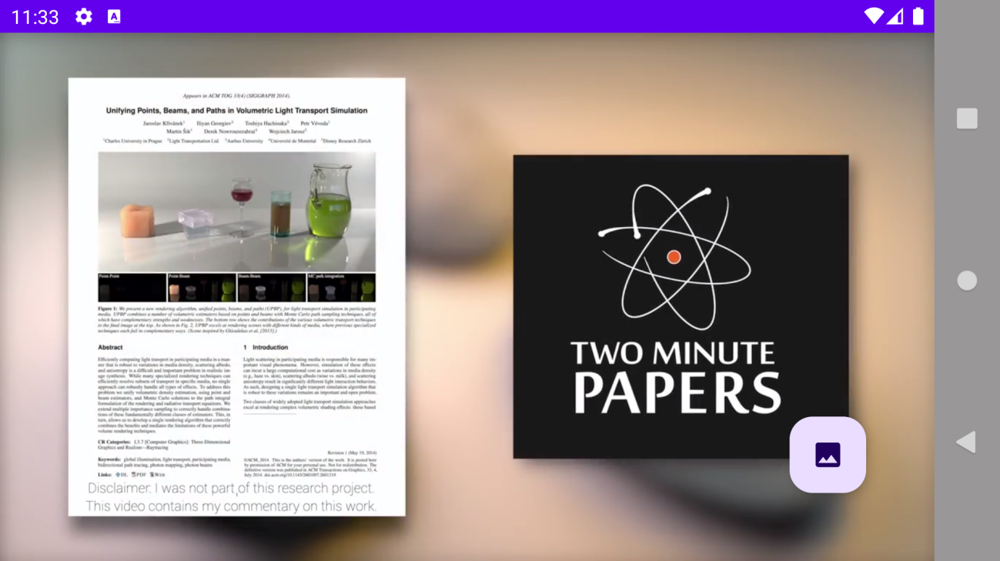 11:33
Appears in ACM TOG 33(4) (SIGGRAPH 2014).
Unifying Points, Beams, and Paths in Volumetric Light Transport Simulation
Jaroslav Křivánek1 Iliyan Georgiev2 Toshiya Hachisuka3 Petr Vévoda1
Martin Šik1 Derek Nowrouzezahrai4 Wojciech Jarosz5
1Charles University in Prague 2Light Transportation Ltd. 3Aarhus University 4Université de Montréal 5Disney Research Zürich
Point-Point Point-Beam Beam-Beam MC path integration
Figure 1: We present a new rendering algorithm, unified points, beams, and paths (UPBP), for light transport simulation in participating
media. UPBP combines a number of volumetric estimators based on points and beams with Monte Carlo path sampling techniques, all of
which have complementary strengths and weaknesses. The bottom row shows the contributions of the various volumetric transport techniques
to the final image at the top. As shown in Fig. 2, UPBP excels at rendering scenes with different kinds of media, where previous specialized
techniques each fail in complementary ways. (Scene inspired by Gkioulekas et al. [2013].)
Abstract
Efficiently computing light transport in participating media in a man-
ner that is robust to variations in media density, scattering albedo,
and anisotropy is a difficult and important problem in realistic im-
age synthesis. While many specialized rendering techniques can
efficiently resolve subsets of transport in specific media, no single
approach can robustly handle all types of effects. To address this
problem we unify volumetric density estimation, using point and
beam estimators, and Monte Carlo solutions to the path integral
formulation of the rendering and radiative transport equations. We
extend multiple importance sampling to correctly handle combina-
tions of these fundamentally different classes of estimators. This, in
turn, allows us to develop a single rendering algorithm that correctly
combines the benefits and mediates the limitations of these powerful
volume rendering techniques.
CR Categories: I.3.7 [Computer Graphics]: Three-Dimensional
Graphics and Realism—Raytracing
Keywords: global illumination, light transport, participating media,
bidirectional path tracing, photon mapping, photon beams
Links: DL PDF WEB
1 Introduction
Light scattering in participating media is responsible for many im-
portant visual phenomena. However, simulation of these effects
can incur a large computational cost as variations in media density
(e.g., haze vs. skin), scattering albedo (wine vs. milk), and scattering
anisotropy result in significantly different light interaction behaviors.
As such, designing a single light transport simulation algorithm that
is robust to these variations remains an important and open problem.
Two classes of widely adopted light transport simulation approaches
excel at rendering complex volumetric shading effects: those based
Revision 1 (May 19, 2014)
©ACM, 2014. This is the authors' version of the work. It is posted here
by permission of ACM for your personal use. Not for redistribution. The
definitive version was published in ACM Transactions on Graphics, 33, 4,
July 2014. doi.acm.org/10.1145/2601097.2601219
Disclaimer: I was not part of this research project.
This video contains my commentary on this work.
TWO MINUTE
PAPERS